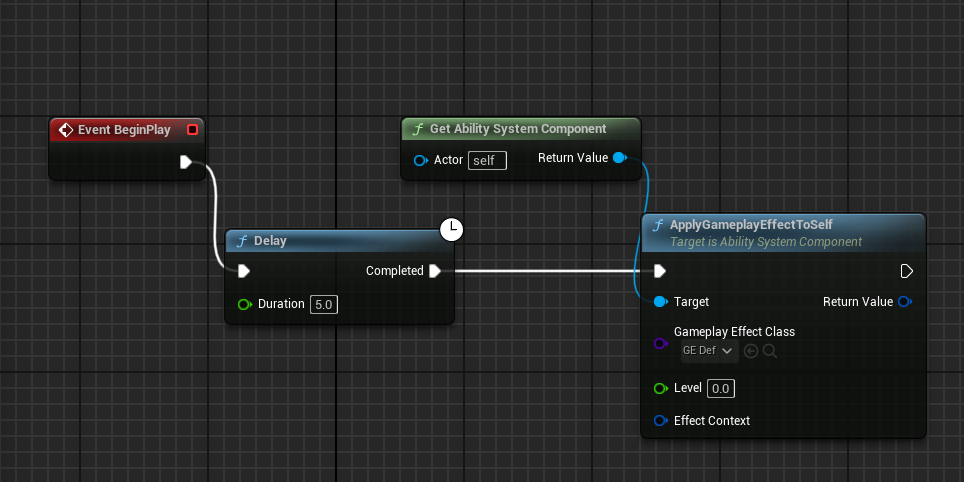 Event BeginPlay
Get Ability System Component
Actor self Return Value
Delay
Completed
Duration 5.0
ApplyGameplayEffectToSelf
Target is Ability System Component
Target Return Value
Gameplay Effect Class
GE Def
Level 0.0
Effect Context